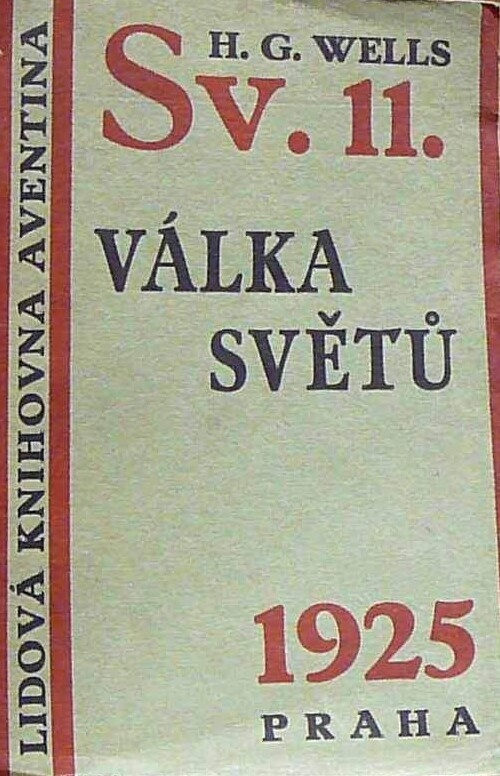 H. G. WELLS
Sv. 11.
VÁLKA
SVĚTŮ
1925
PRAHA
LIDOVÁ KNIHOVNA AVENTINA